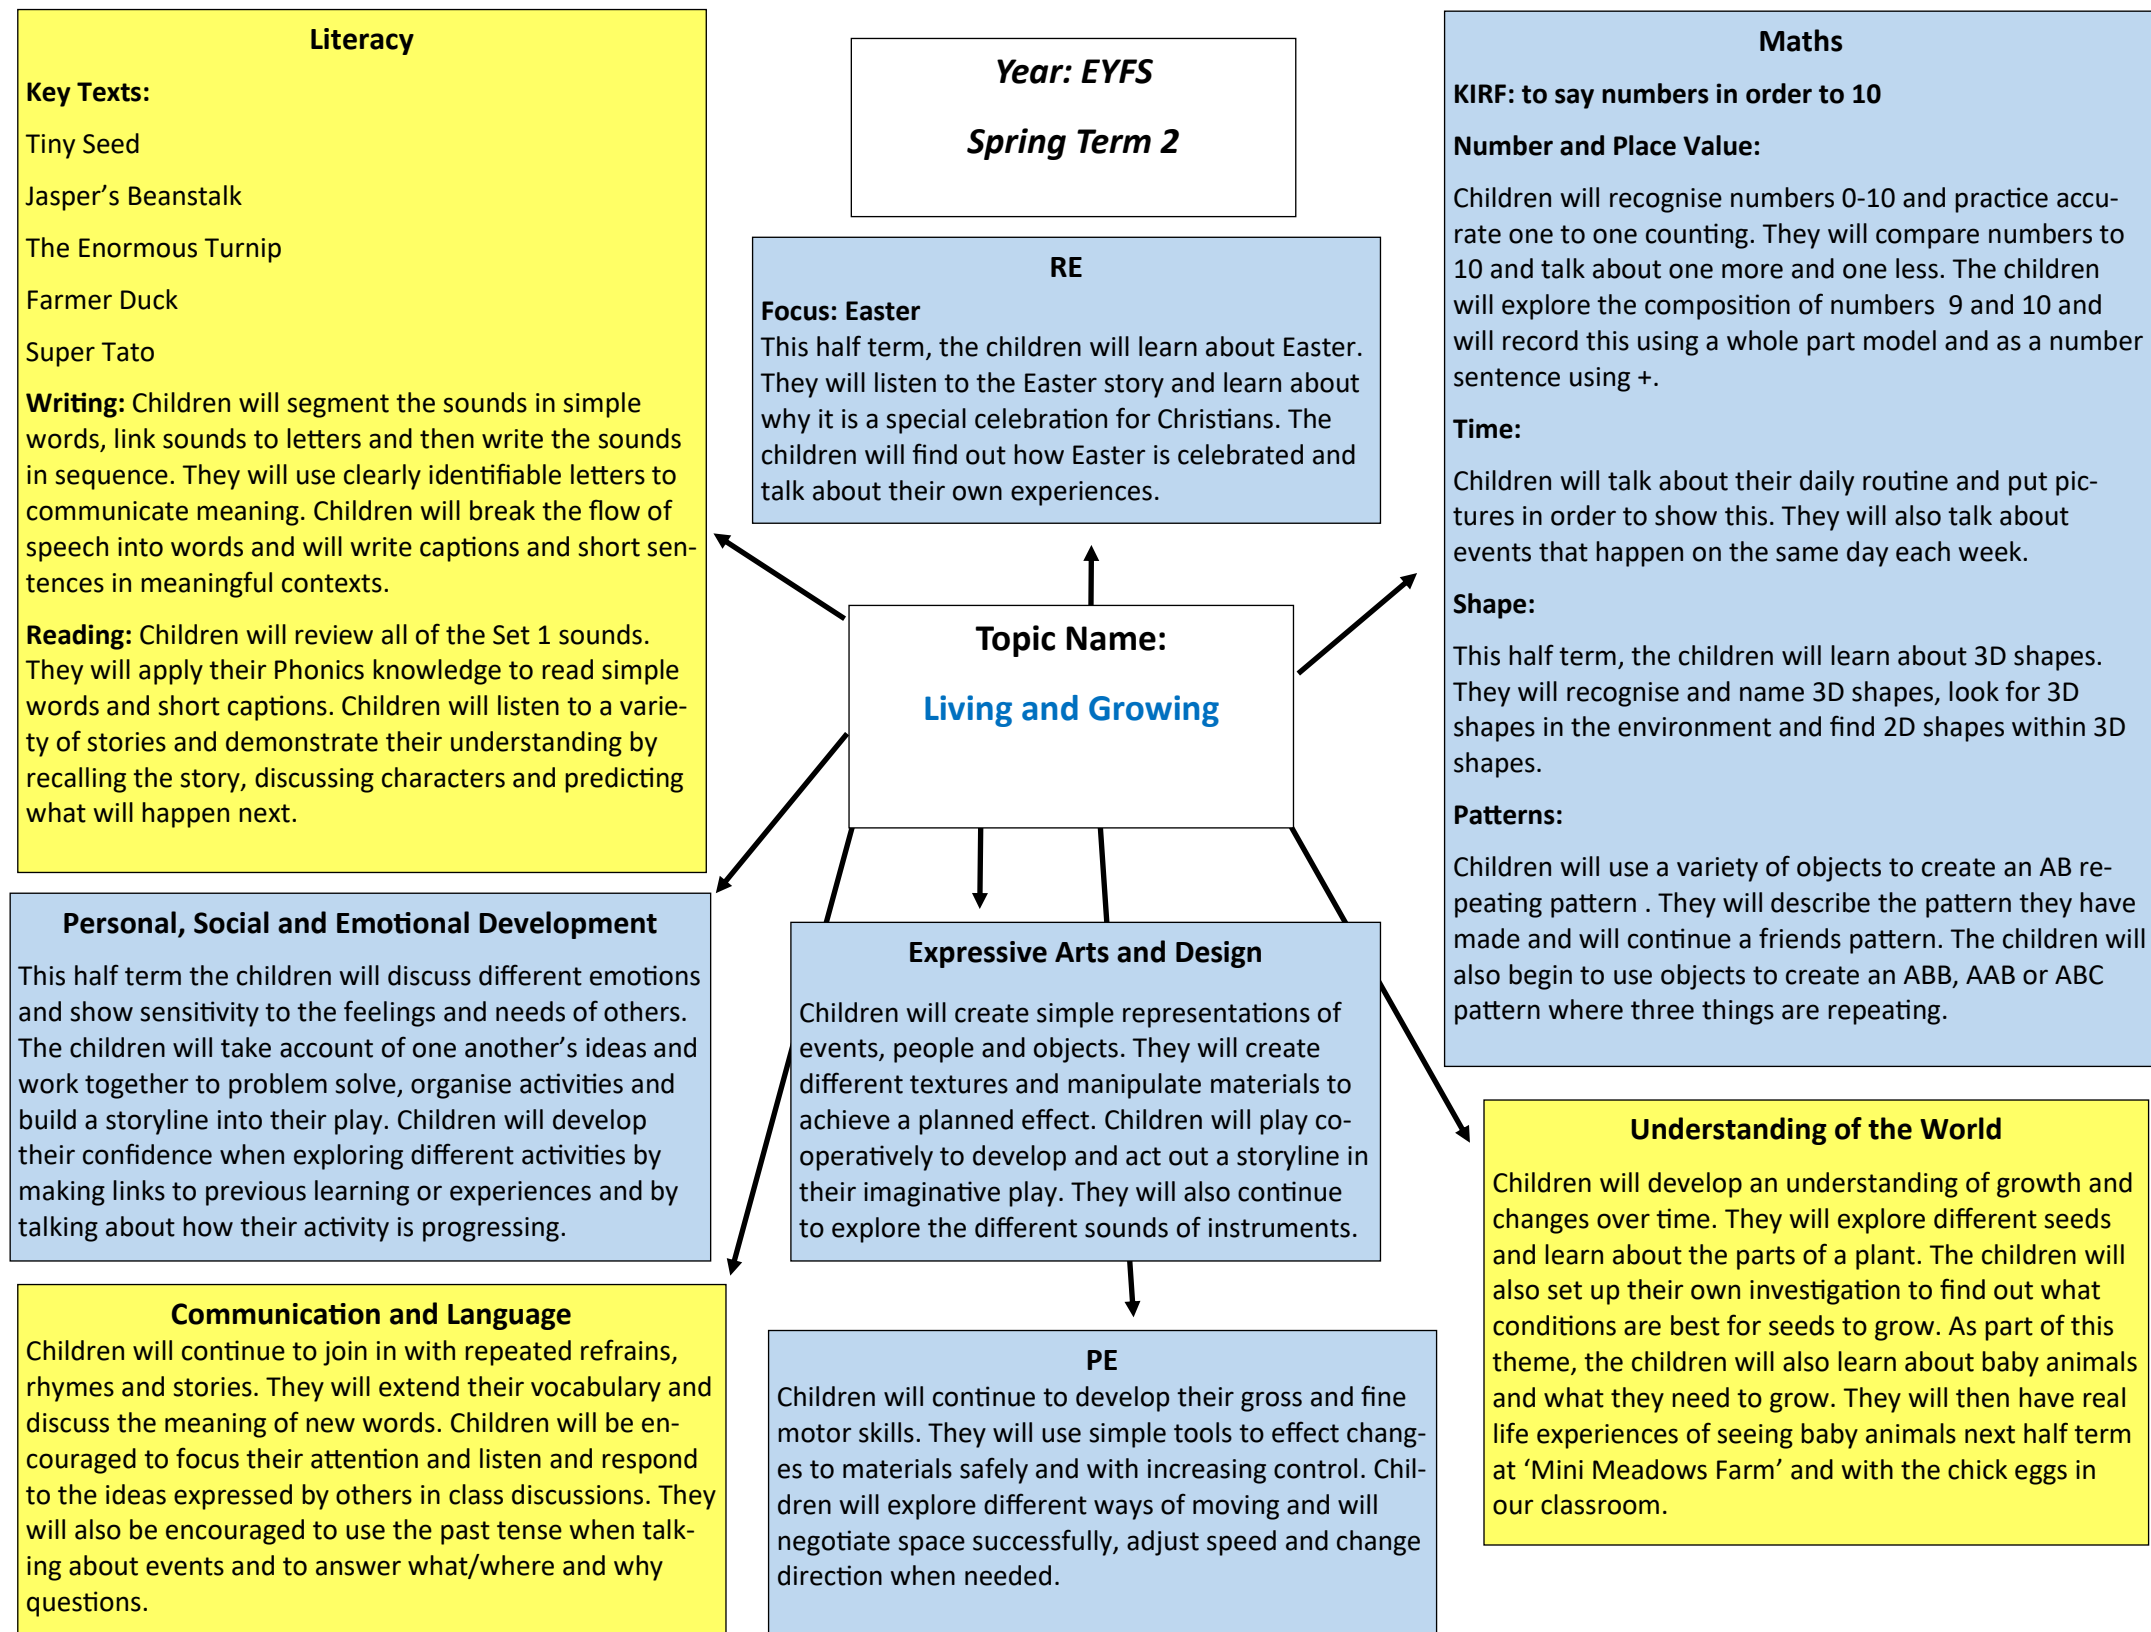 Literacy
Key Texts:
Tiny Seed
Jasper’s Beanstalk
The Enormous Turnip
Farmer Duck
Super Tato
Writing: Children will segment the sounds in simple
words, link sounds to letters and then write the sounds
in sequence. They will use clearly identifiable letters to
communicate meaning. Children will break the flow of
speech into words and will write captions and short sen-
tences in meaningful contexts.
Reading: Children will review all of the Set 1 sounds.
They will apply their Phonics knowledge to read simple
words and short captions. Children will listen to a varie-
ty of stories and demonstrate their understanding by
recalling the story, discussing characters and predicting
what will happen next.
Year: EYFS
Spring Term 2
RE
Focus: Easter
This half term, the children will learn about Easter.
They will listen to the Easter story and learn about
why it is a special celebration for Christians. The
children will find out how Easter is celebrated and
talk about their own experiences.
Maths
KIRF: to say numbers in order to 10
Number and Place Value:
Children will recognise numbers 0-10 and practice accu-
rate one to one counting. They will compare numbers to
10 and talk about one more and one less. The children
will explore the composition of numbers  9 and 10 and
will record this using a whole part model and as a number
sentence using +.
Time:
Children will talk about their daily routine and put pic-
tures in order to show this. They will also talk about
events that happen on the same day each week.
Shape:
This half term, the children will learn about 3D shapes.
They will recognise and name 3D shapes, look for 3D
shapes in the environment and find 2D shapes within 3D
shapes.
Patterns:
Children will use a variety of objects to create an AB re-
peating pattern . They will describe the pattern they have
made and will continue a friends pattern. The children will
also begin to use objects to create an ABB, AAB or ABC
pattern where three things are repeating.
Topic Name:
Living and Growing
Personal, Social and Emotional Development
This half term the children will discuss different emotions
and show sensitivity to the feelings and needs of others.
The children will take account of one another’s ideas and
work together to problem solve, organise activities and
build a storyline into their play. Children will develop
their confidence when exploring different activities by
making links to previous learning or experiences and by
talking about how their activity is progressing.
Expressive Arts and Design
Children will create simple representations of
events, people and objects. They will create
different textures and manipulate materials to
achieve a planned effect. Children will play co-
operatively to develop and act out a storyline in
their imaginative play. They will also continue
to explore the different sounds of instruments.
Understanding of the World
Children will develop an understanding of growth and
changes over time. They will explore different seeds
and learn about the parts of a plant. The children will
also set up their own investigation to find out what
conditions are best for seeds to grow. As part of this
theme, the children will also learn about baby animals
and what they need to grow. They will then have real
life experiences of seeing baby animals next half term
at ‘Mini Meadows Farm’ and with the chick eggs in
our classroom.
Communication and Language
Children will continue to join in with repeated refrains,
rhymes and stories. They will extend their vocabulary and
discuss the meaning of new words. Children will be en-
couraged to focus their attention and listen and respond
to the ideas expressed by others in class discussions. They
will also be encouraged to use the past tense when talk-
ing about events and to answer what/where and why
questions.
PE
Children will continue to develop their gross and fine
motor skills. They will use simple tools to effect chang-
es to materials safely and with increasing control. Chil-
dren will explore different ways of moving and will
negotiate space successfully, adjust speed and change
direction when needed.